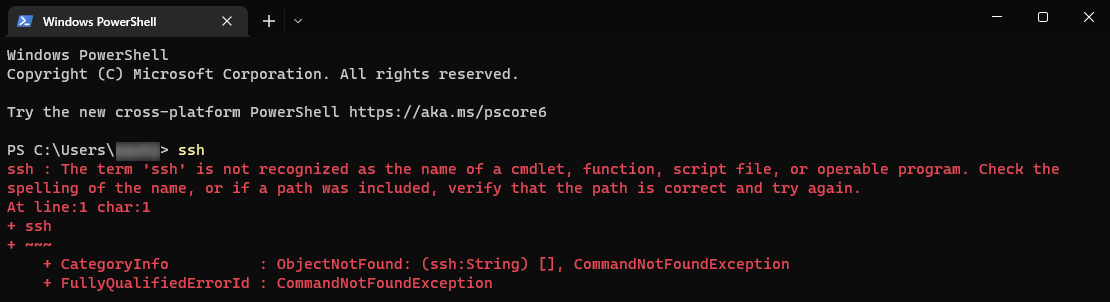 Windows PowerShell
Windows PowerShell
Copyright (C) Microsoft Corporation. All rights reserved.
Try the new cross-platform PowerShell https://aka.ms/pscore6
PS C:\Users\> ssh
ssh : The term 'ssh' is not recognized as the name of a cmdlet, function, script file, or operable program. Check the
spelling of the name, or if a path was included, verify that the path is correct and try again.
At line:1 char:1
+ ssh
+ ~~~
    + CategoryInfo          : ObjectNotFound: (ssh:String) [], CommandNotFoundException
    + FullyQualifiedErrorId : CommandNotFoundException